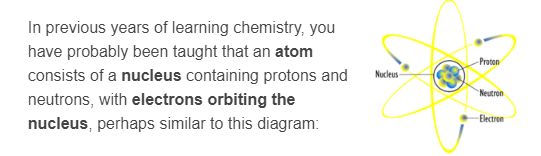 In previous years of learning chemistry, you
have probably been taught that an atom
consists of a nucleus containing protons and
neutrons, with electrons orbiting the
nucleus, perhaps similar to this diagram:
Proton
Nucleus
Neutron
Electron